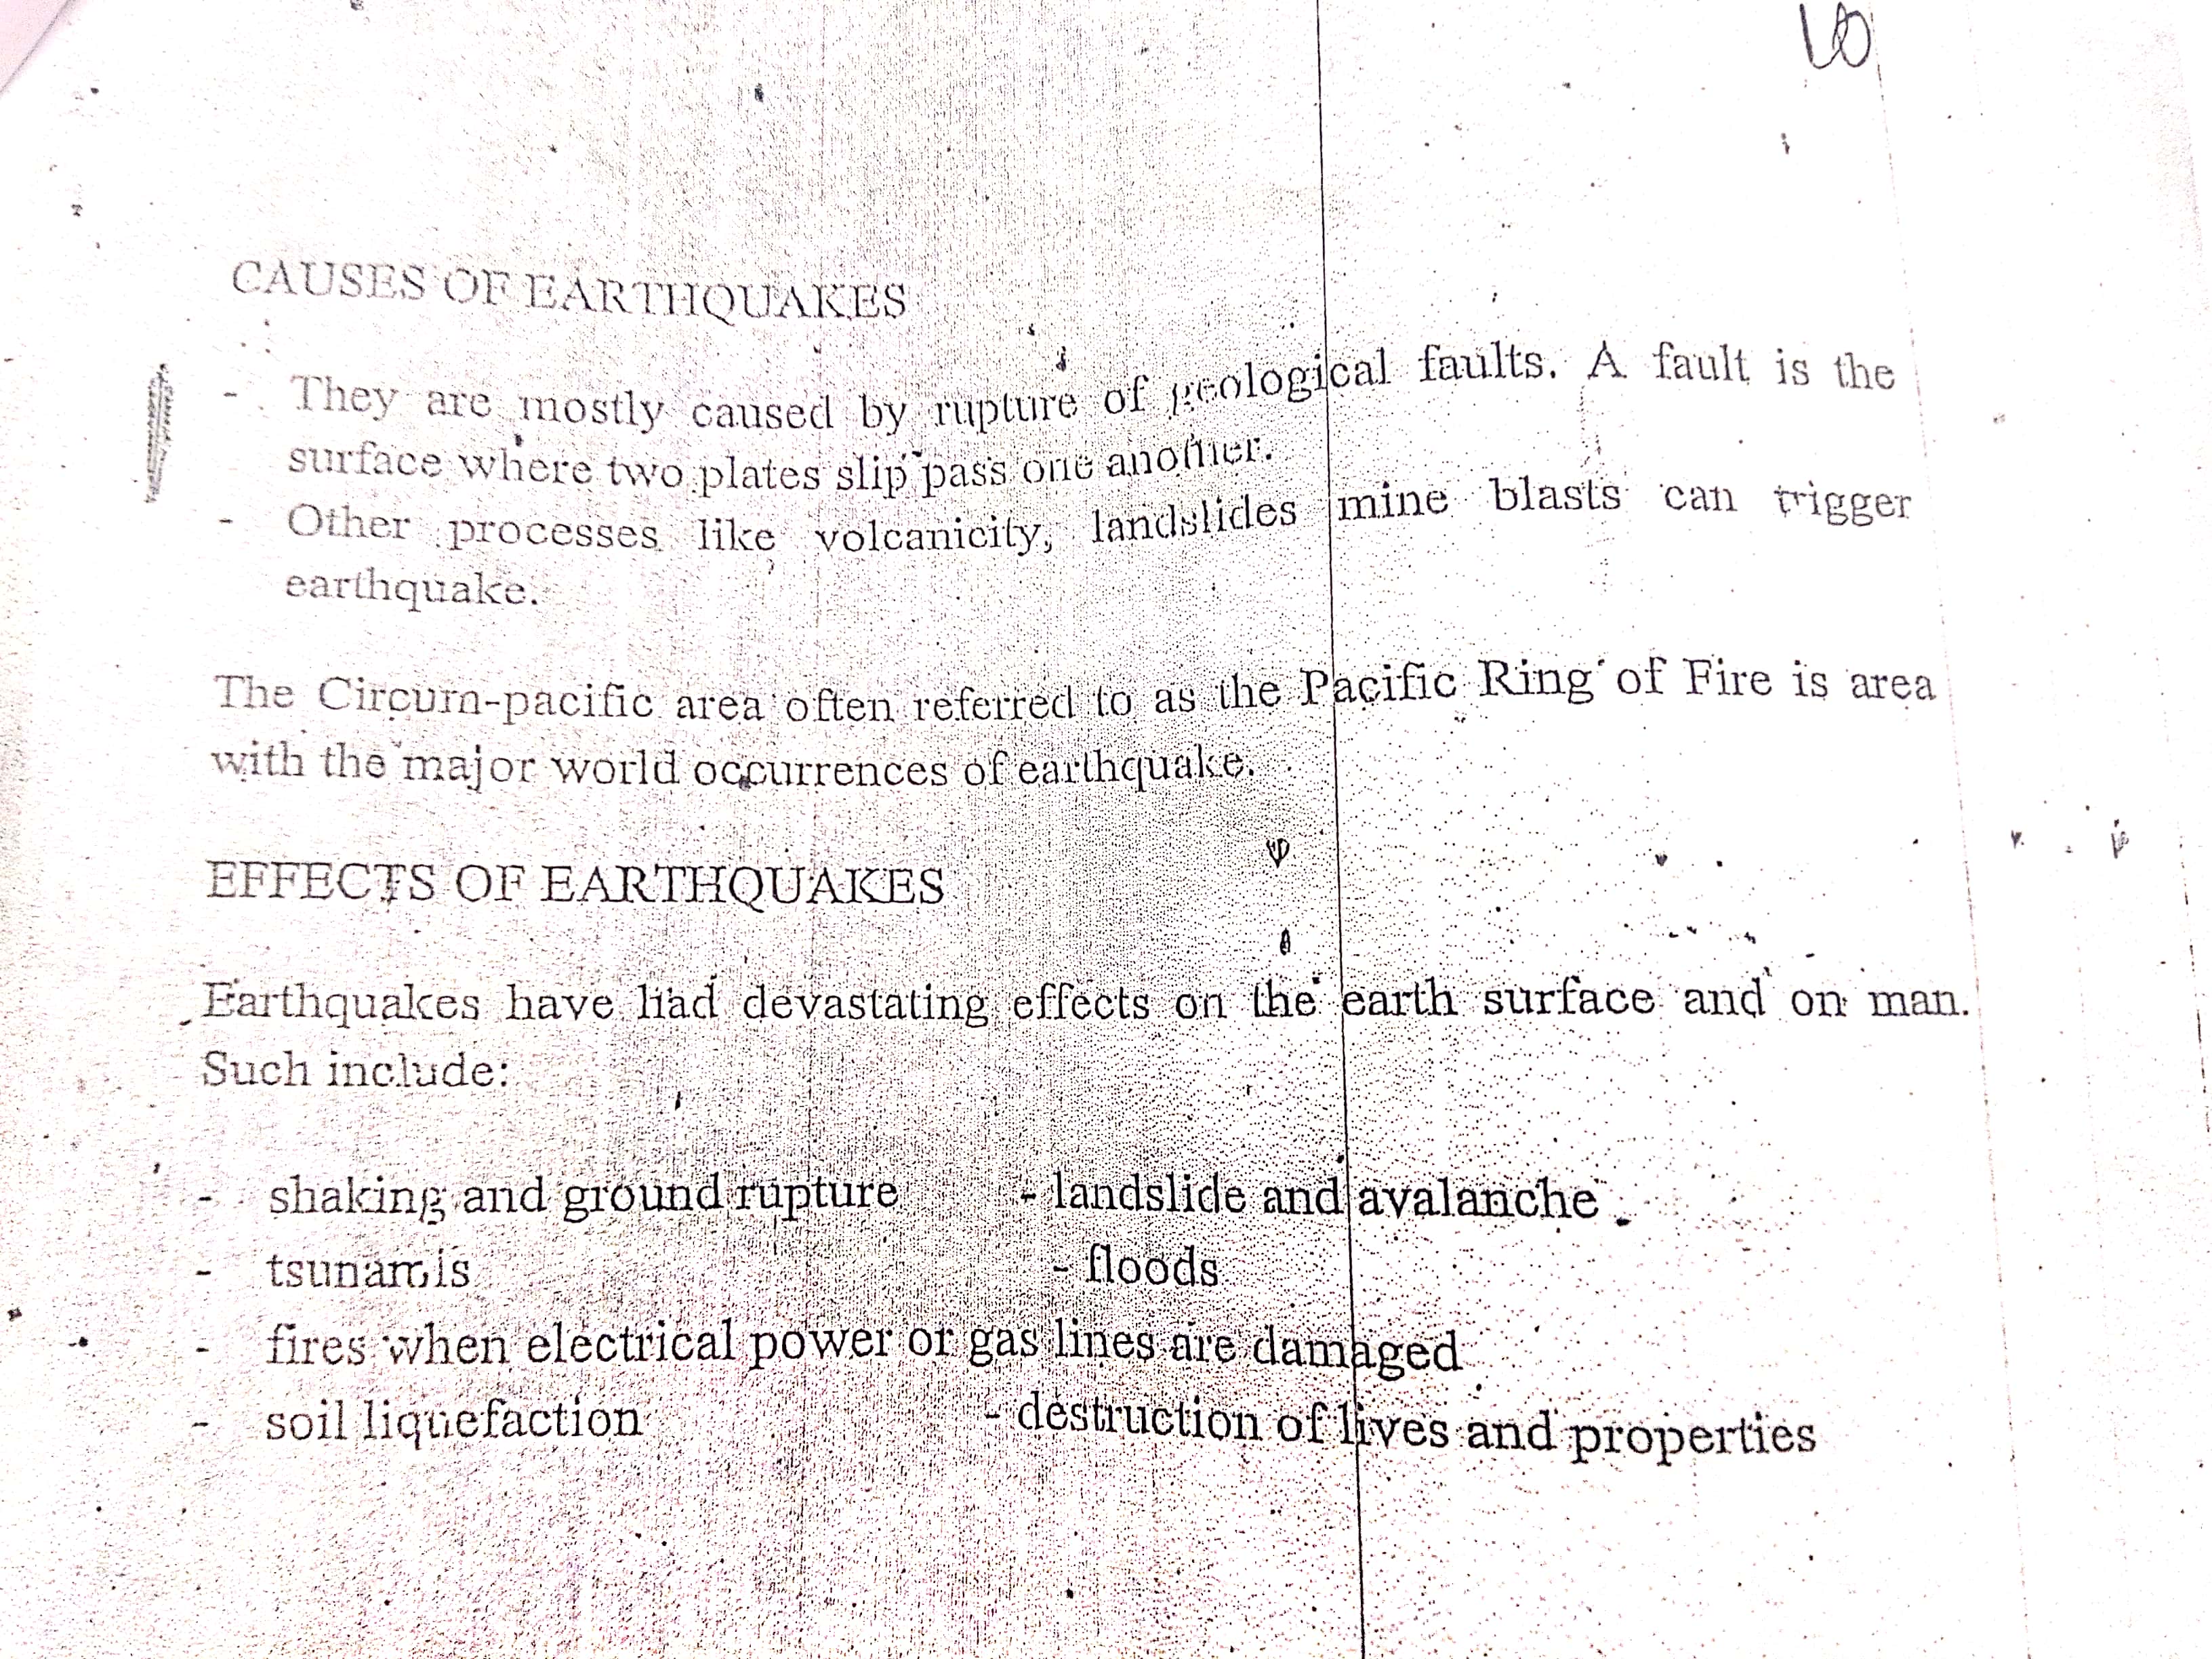 10
CAUSES OF EARTHQUAKES
- They are mostly caused by rupture of geological faults. A fault is the
surface where two plates slip pass one another.
- Other processes like volcanicity, landslides mine blasts can trigger
earthquake.
The Circum-pacific area often referred to as the Pacific Ring of Fire is area
with the major world occurrences of earthquake.
EFFECTS OF EARTHQUAKES
Earthquakes have had devastating effects on the earth surface and on man.
Such include:
- shaking and ground rupture - landslide and avalanche
- tsunamis - floods
- fires when electrical power or gas lines are damaged
- soil liquefaction - destruction of lives and properties